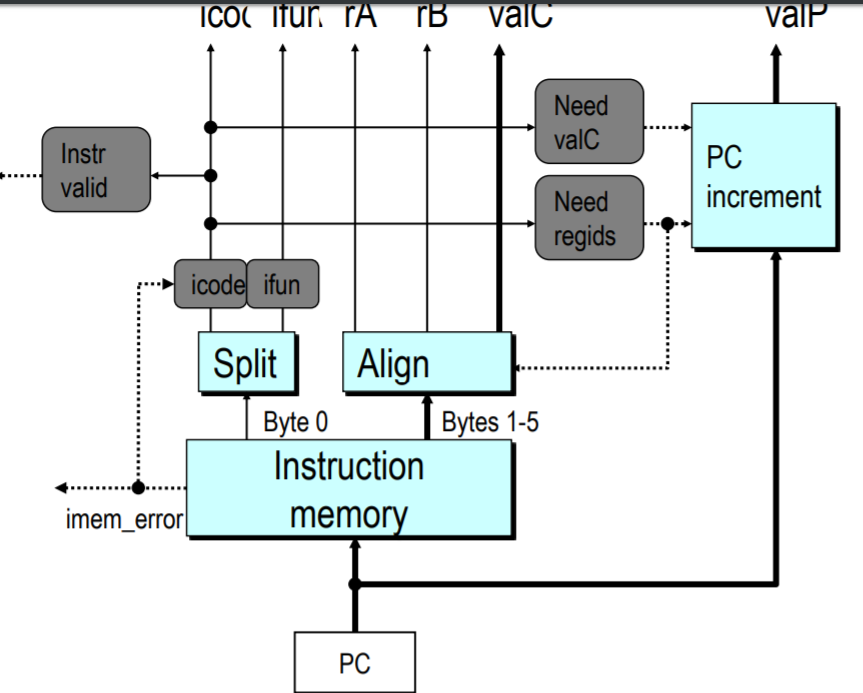 rA
rB
valC
valP
Need
valC
Instr
valid
PC
increment
Need
regids
icode
ifun
Split
Align
Byte 0
Bytes 1-5
Instruction
memory
imem_error
PC